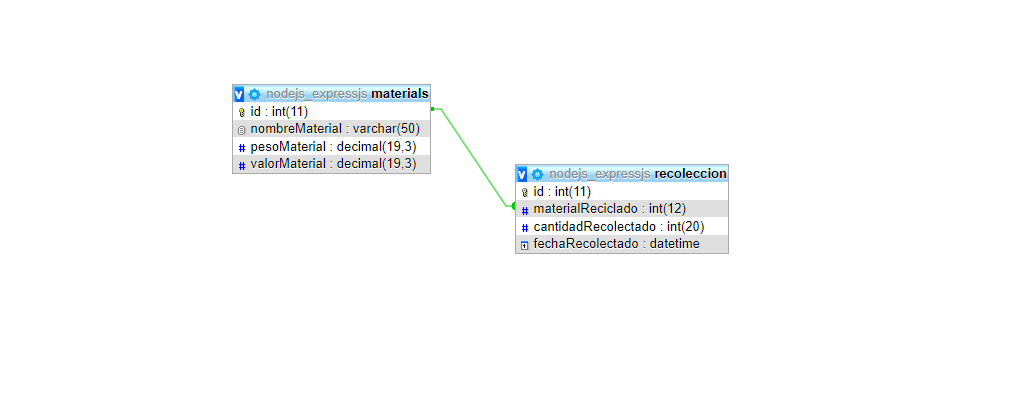 nodejs_expressjs materials
id : int(11)
nombreMaterial : varchar(50)
pesoMaterial : decimal(19,3)
valorMaterial : decimal(19,3)
nodejs_expressjs recoleccion
id : int(11)
materialReciclado : int(12)
cantidadRecolectado : int(20)
fechaRecolectado : datetime